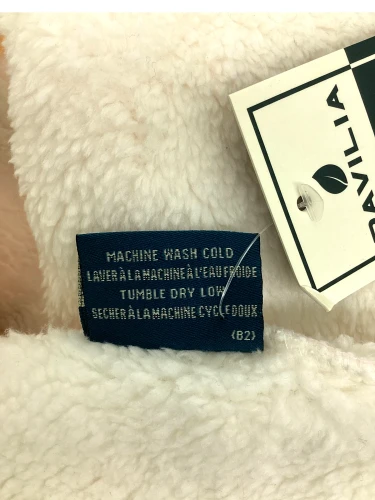 DAVILIA
MACHINE WASH COLD
LAVER À LA MACHINE À L'EAU FROIDE
TUMBLE DRY LOW
SECHER À LA MACHINE CYCLE DOUX
(B2)